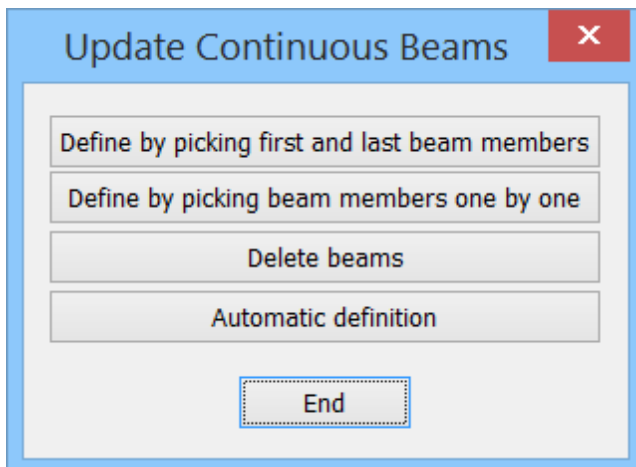 Update Continuous Beams
Define by picking first and last beam members
Define by picking beam members one by one
Delete beams
Automatic definition
End